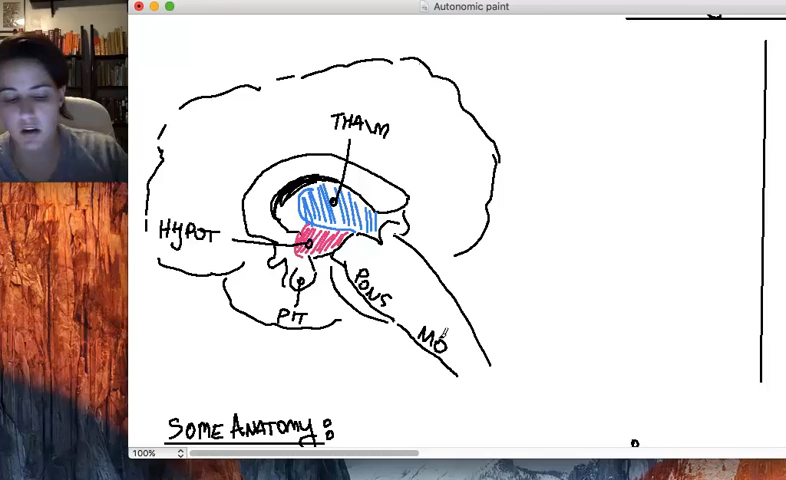 Autonomic paint
THALM
HYPOT
PONS
PIT
MO
SOME ANATOMY:
100%